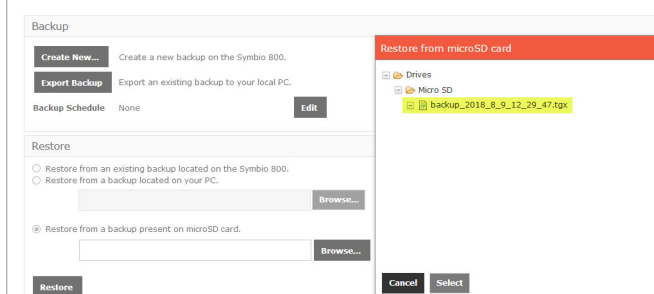 Backup
Create New... Create a new backup on the Symbio 800.
Export Backup Export an existing backup to your local PC.
Backup Schedule None Edit
Restore
Restore from an existing backup located on the Symbio 800.
Restore from a backup located on your PC.
Browse...
Restore from a backup present on microSD card.
Browse...
Restore
Restore from microSD card
Drives
Micro SD
backup_2018_8_9_12_29_47.tgx
Cancel Select